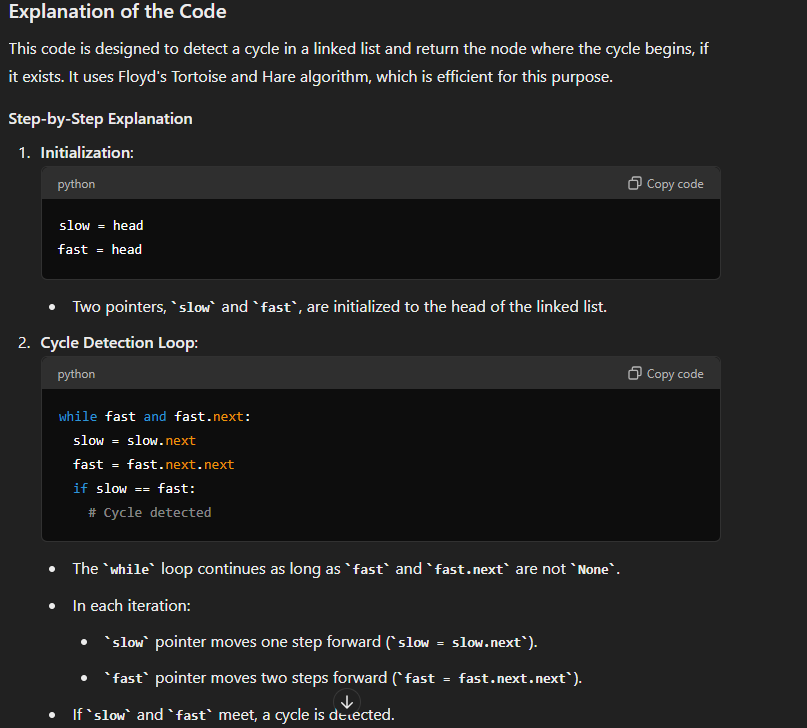 Explanation of the Code
This code is designed to detect a cycle in a linked list and return the node where the cycle begins, if
it exists. It uses Floyd's Tortoise and Hare algorithm, which is efficient for this purpose.
Step-by-Step Explanation
1. Initialization:
python
Copy code
slow = head
fast = head
• Two pointers, `slow` and `fast`, are initialized to the head of the linked list.
2. Cycle Detection Loop:
python
Copy code
while fast and fast.next:
slow = slow.next
fast = fast.next.next
if slow == fast:
# Cycle detected
• The `while` loop continues as long as `fast` and `fast.next` are not `None`.
• In each iteration:
• `slow` pointer moves one step forward (`slow = slow.next`).
• `fast` pointer moves two steps forward (`fast = fast.next.next`).
• If `slow` and `fast` meet, a cycle is detected.